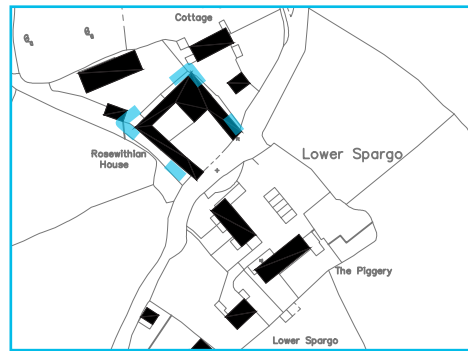 Cottage
Rosewithian
House
Lower Spargo
The Piggery
Lower Spargo